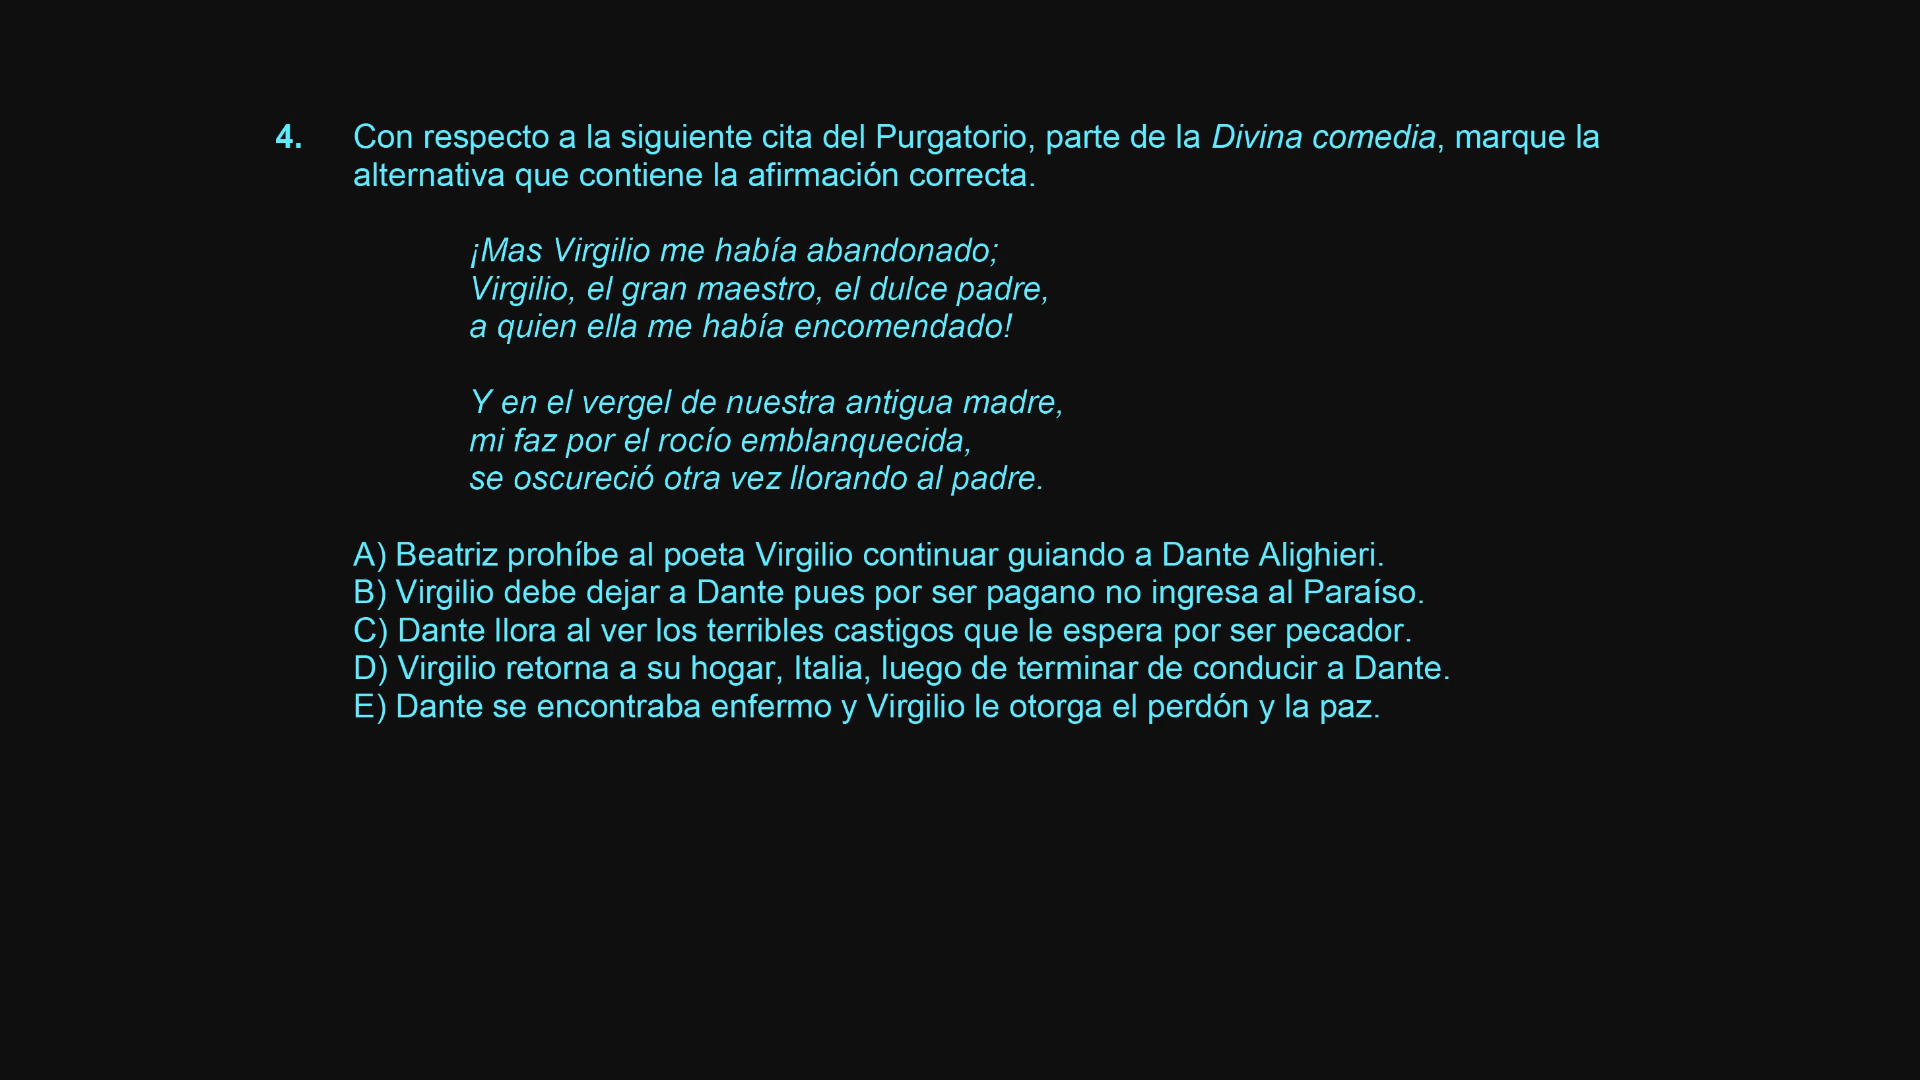 4. Con respecto a la siguiente cita del Purgatorio, parte de la Divina comedia, marque la
alternativa que contiene la afirmación correcta.
¡Mas Virgilio me había abandonado;
Virgilio, el gran maestro, el dulce padre,
a quien ella me había encomendado!
Y en el vergel de nuestra antigua madre,
mi faz por el rocío emblanquecida,
se oscureció otra vez llorando al padre.
A) Beatriz prohíbe al poeta Virgilio continuar guiando a Dante Alighieri.
B) Virgilio debe dejar a Dante pues por ser pagano no ingresa al Paraíso.
C) Dante llora al ver los terribles castigos que le espera por ser pecador.
D) Virgilio retorna a su hogar, Italia, luego de terminar de conducir a Dante.
E) Dante se encontraba enfermo y Virgilio le otorga el perdón y la paz.